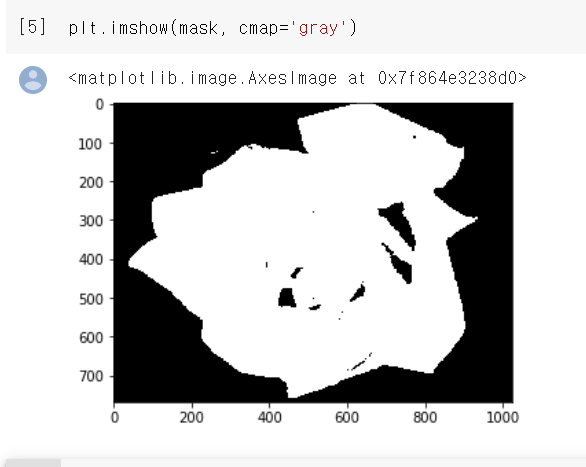 [5] plt.imshow(mask, cmap='gray')
<matplotlib.image.AxesImage at 0x7f864e3238d0>
0
100
200
300
400
500
600
700
0 200 400 600 800 1000